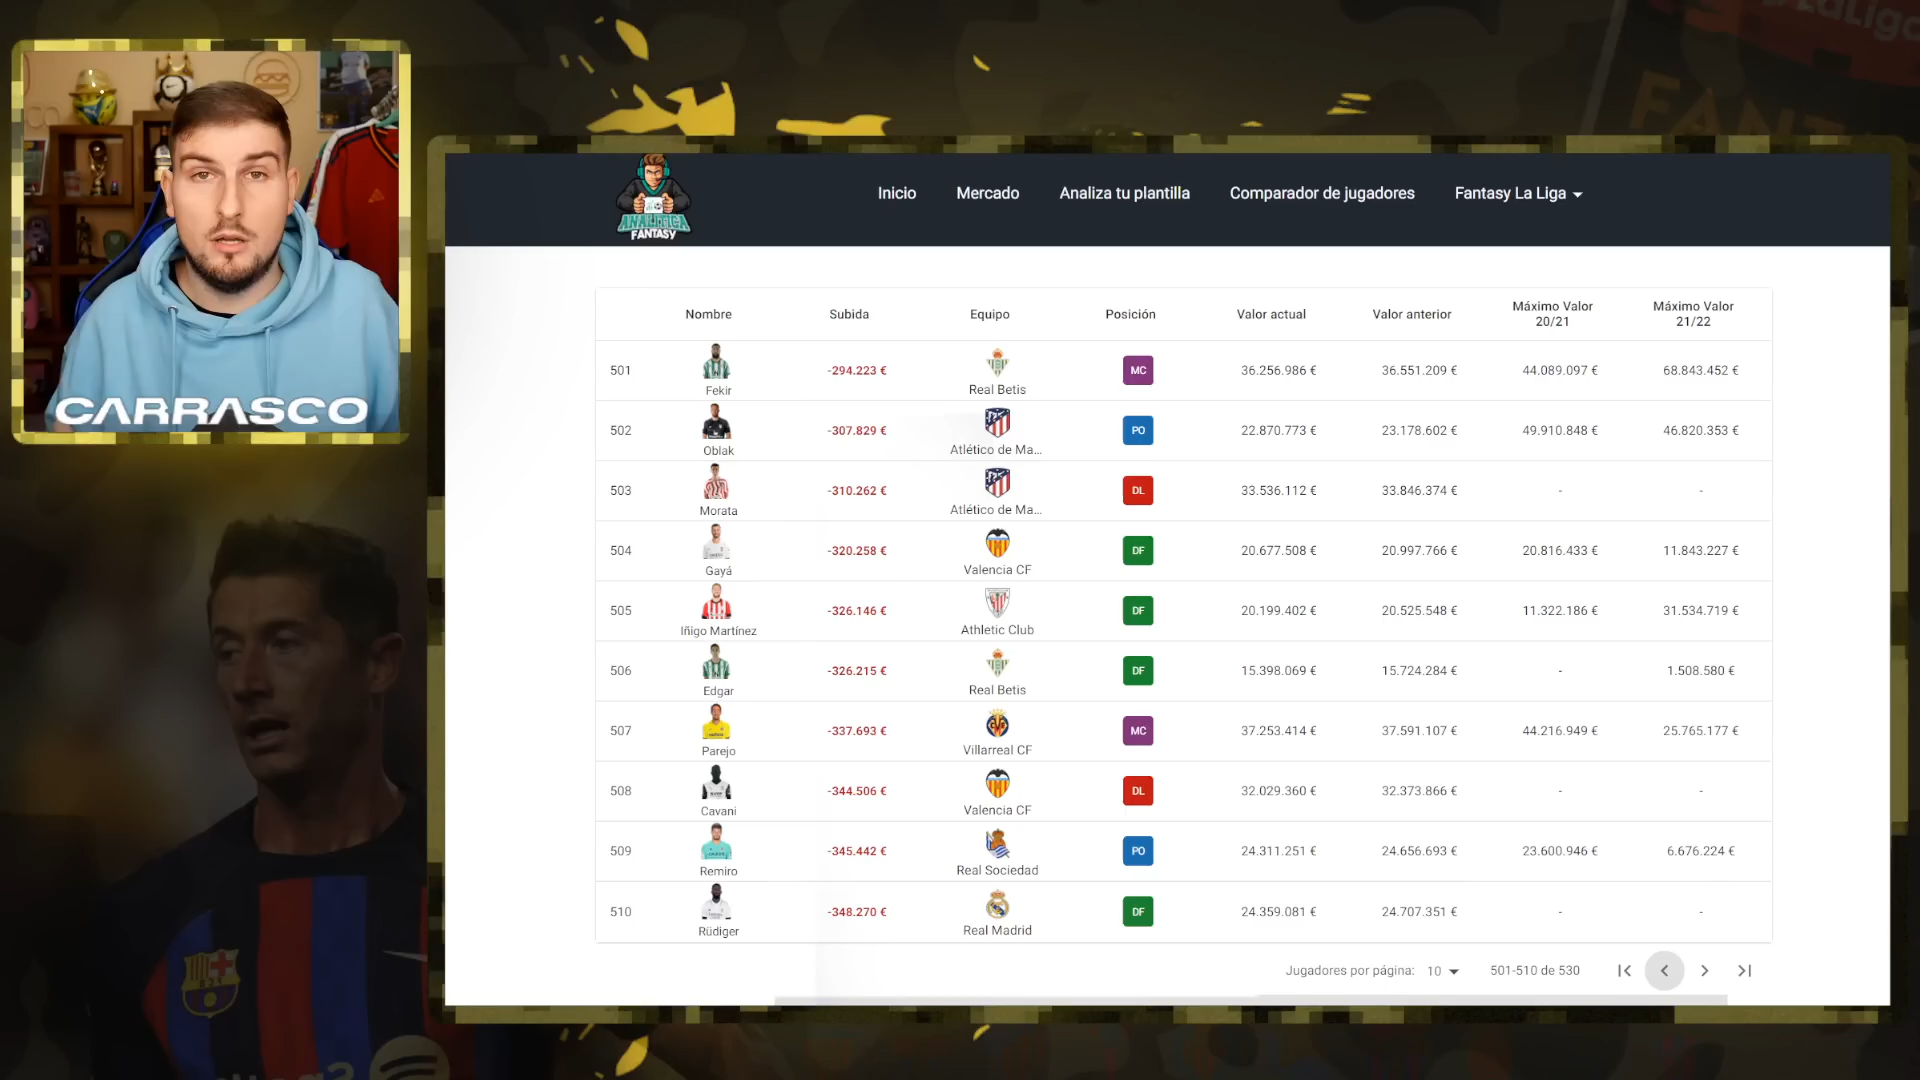 LaLiga
FANT
CARRASCO
ANALÍTICA
FANTASY
Inicio Mercado Analiza tu plantilla Comparador de jugadores Fantasy La Liga
Nombre Subida Equipo Posición Valor actual Valor anterior Máximo Valor 20/21 Máximo Valor 21/22
501 Fekir -294.223 € Real Betis MC 36.256.986 € 36.551.209 € 44.089.097 € 68.843.452 €
502 Oblak -307.829 € Atlético de Ma... PO 22.870.773 € 23.178.602 € 49.910.848 € 46.820.353 €
503 Morata -310.262 € Atlético de Ma... DL 33.536.112 € 33.846.374 € - -
504 Gayá -320.258 € Valencia CF DF 20.677.508 € 20.997.766 € 20.816.433 € 11.843.227 €
505 Iñigo Martínez -326.146 € Athletic Club DF 20.199.402 € 20.525.548 € 11.322.186 € 31.534.719 €
506 Edgar -326.215 € Real Betis DF 15.398.069 € 15.724.284 € - 1.508.580 €
507 Parejo -337.693 € Villarreal CF MC 37.253.414 € 37.591.107 € 44.216.949 € 25.765.177 €
508 Cavani -344.506 € Valencia CF DL 32.029.360 € 32.373.866 € - -
509 Remiro -345.442 € Real Sociedad PO 24.311.251 € 24.656.693 € 23.600.946 € 6.676.224 €
510 Rüdiger -348.270 € Real Madrid DF 24.359.081 € 24.707.351 € - -
Jugadores por página: 10 501-510 de 530